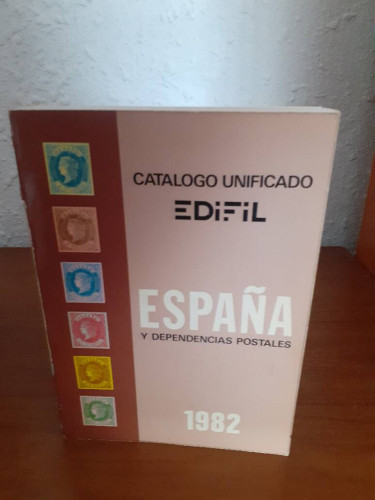 CATALOGO UNIFICADO
EDIFIL
ESPAÑA
Y DEPENDENCIAS POSTALES
1982